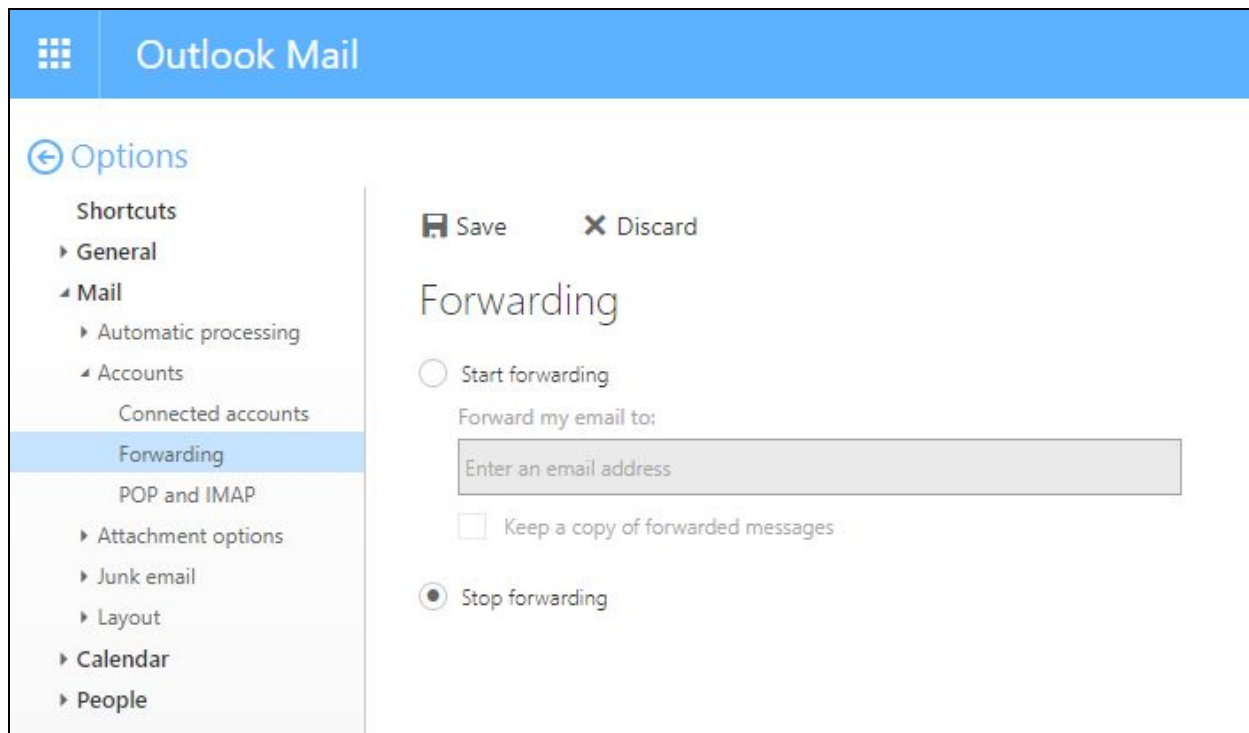 Outlook Mail
Options
Shortcuts
General
Mail
Automatic processing
Accounts
Connected accounts
Forwarding
POP and IMAP
Attachment options
Junk email
Layout
Calendar
People
Save Discard
Forwarding
Start forwarding
Forward my email to:
Enter an email address
Keep a copy of forwarded messages
Stop forwarding